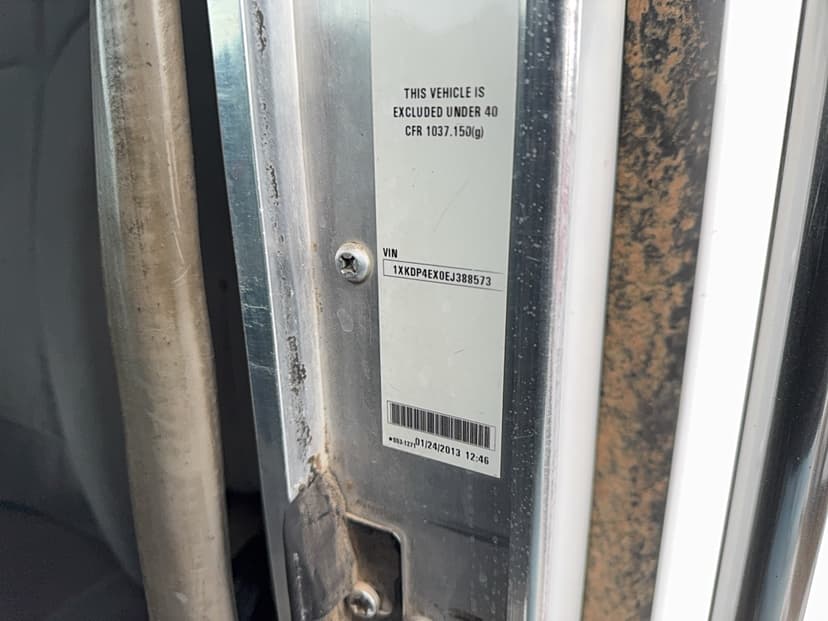 THIS VEHICLE IS
EXCLUDED UNDER 40
CFR 1037.150(g)
VIN
1XKDP4EX0EJ388573
01/24/2013 12:46